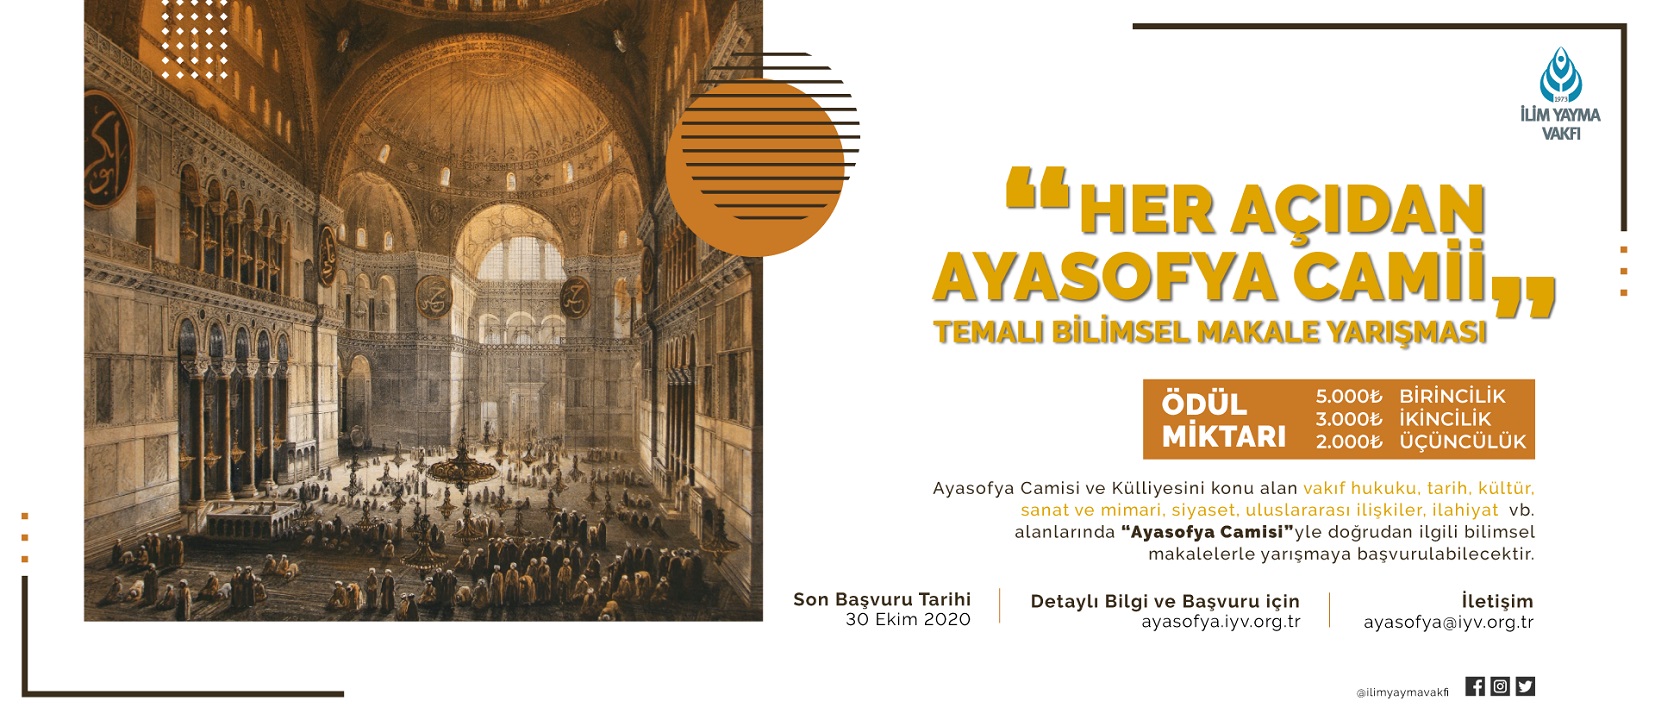 1973
İLİM YAYMA
VAKFI
“HER AÇIDAN
AYASOFYA CAMİİ”
TEMALI BİLİMSEL MAKALE YARIŞMASI
ÖDÜL
MİKTARI
5.000₺ BİRİNCİLİK
3.000₺ İKİNCİLİK
2.000₺ ÜÇÜNCÜLÜK
Ayasofya Camisi ve Külliyesini konu alan vakıf hukuku, tarih, kültür,
sanat ve mimari, siyaset, uluslararası ilişkiler, ilahiyat vb.
alanlarında “Ayasofya Camisi”yle doğrudan ilgili bilimsel
makalelerle yarışmaya başvurulabilecektir.
Son Başvuru Tarihi
30 Ekim 2020
Detaylı Bilgi ve Başvuru için
ayasofya.iyv.org.tr
İletişim
ayasofya@iyv.org.tr
@ilimyaymavakfi